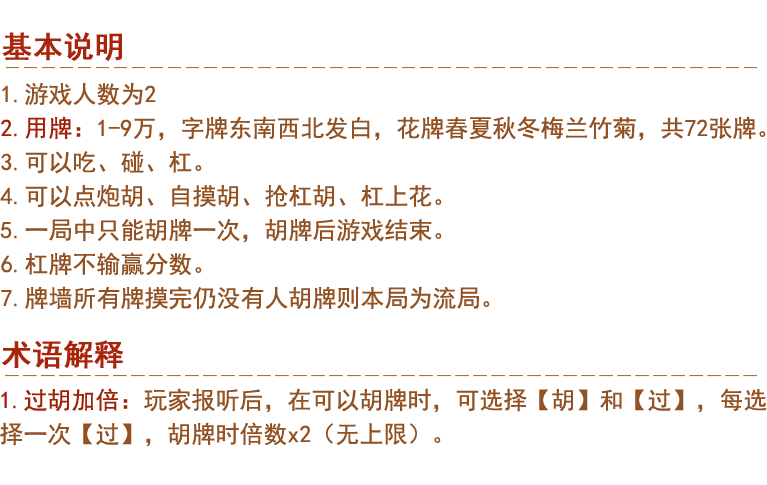 基本说明
1.游戏人数为2
2.用牌：1-9万，字牌东南西北发白，花牌春夏秋冬梅兰竹菊，共72张牌。
3.可以吃、碰、杠。
4.可以点炮胡、自摸胡、抢杠胡、杠上花。
5.一局中只能胡牌一次，胡牌后游戏结束。
6.杠牌不输赢分数。
7.牌墙所有牌摸完仍没有人胡牌则本局为流局。
术语解释
1.过胡加倍：玩家报听后，在可以胡牌时，可选择【胡】和【过】，每选
择一次【过】，胡牌时倍数x2（无上限）。